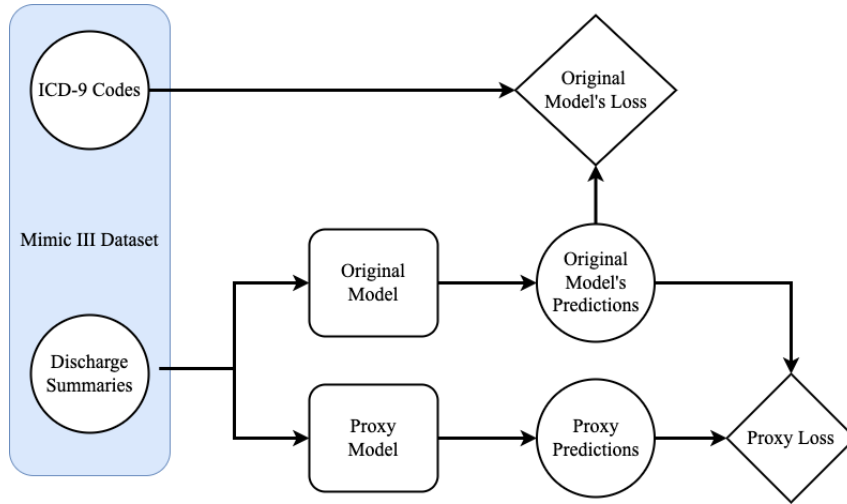 ICD-9 Codes
Original
Model's Loss
Mimic III Dataset
Original
Model
Original
Model's
Predictions
Discharge
Summaries
Proxy
Model
Proxy
Predictions
Proxy Loss